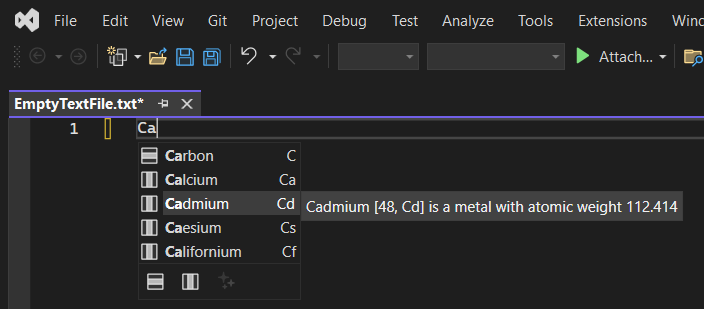 File Edit View Git Project Debug Test Analyze Tools Extensions Win
Attach...
EmptyTextFile.txt*
1 Ca
Carbon C
Calcium Ca
Cadmium Cd Cadmium [48, Cd] is a metal with atomic weight 112.414
Caesium Cs
Californium Cf